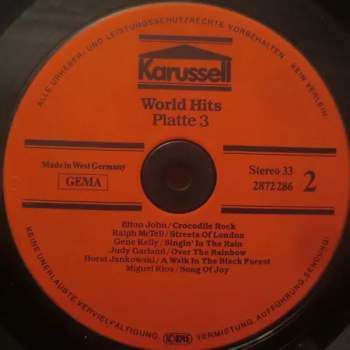 ALLE URHEBER- UND LEISTUNGSSCHUTZRECHTE VORBEHALTEN
KEIN VERLEIH,
Karussell
World Hits
Platte 3
Made in West Germany
GEMA
Stereo 33
2872 286
2
Elton John/Crocodile Rock
Ralph McTell/Streets Of London
Gene Kelly/'Singin' In The Rain
Judy Garland/Over The Rainbow
Horst Jankowski/A Walk In The Black Forest
Miguel Rios/Song Of Joy
KEINE UNERLAUBTE VERVIELFÄLTIGUNG,
VERMIETUNG, AUFFÜHRUNG, SENDUNG!